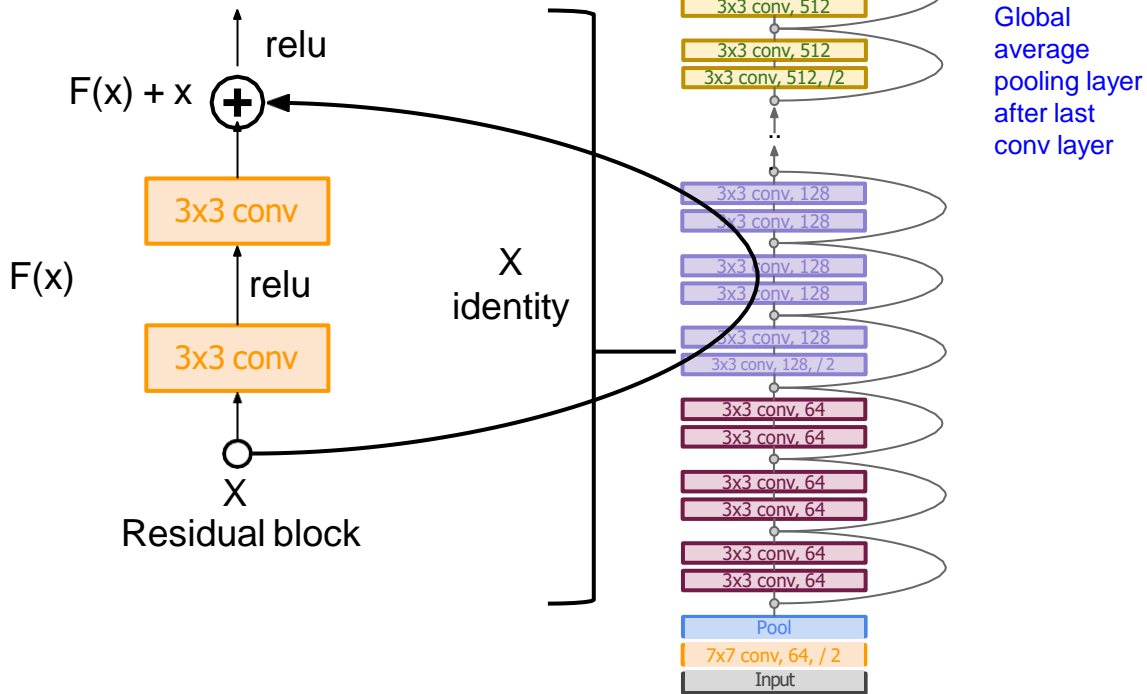 relu
F(x) + x
3x3 conv
F(x)
relu
3x3 conv
X
Residual block
X
identity
3x3 conv, 512
3x3 conv, 512
3x3 conv, 512, /2
..
3x3 conv, 128
3x3 conv, 128
3x3 conv, 128
3x3 conv, 128
3x3 conv, 128
3x3 conv, 128, / 2
3x3 conv, 64
3x3 conv, 64
3x3 conv, 64
3x3 conv, 64
3x3 conv, 64
3x3 conv, 64
Pool
7x7 conv, 64, / 2
Input
Global
average
pooling layer
after last
conv layer